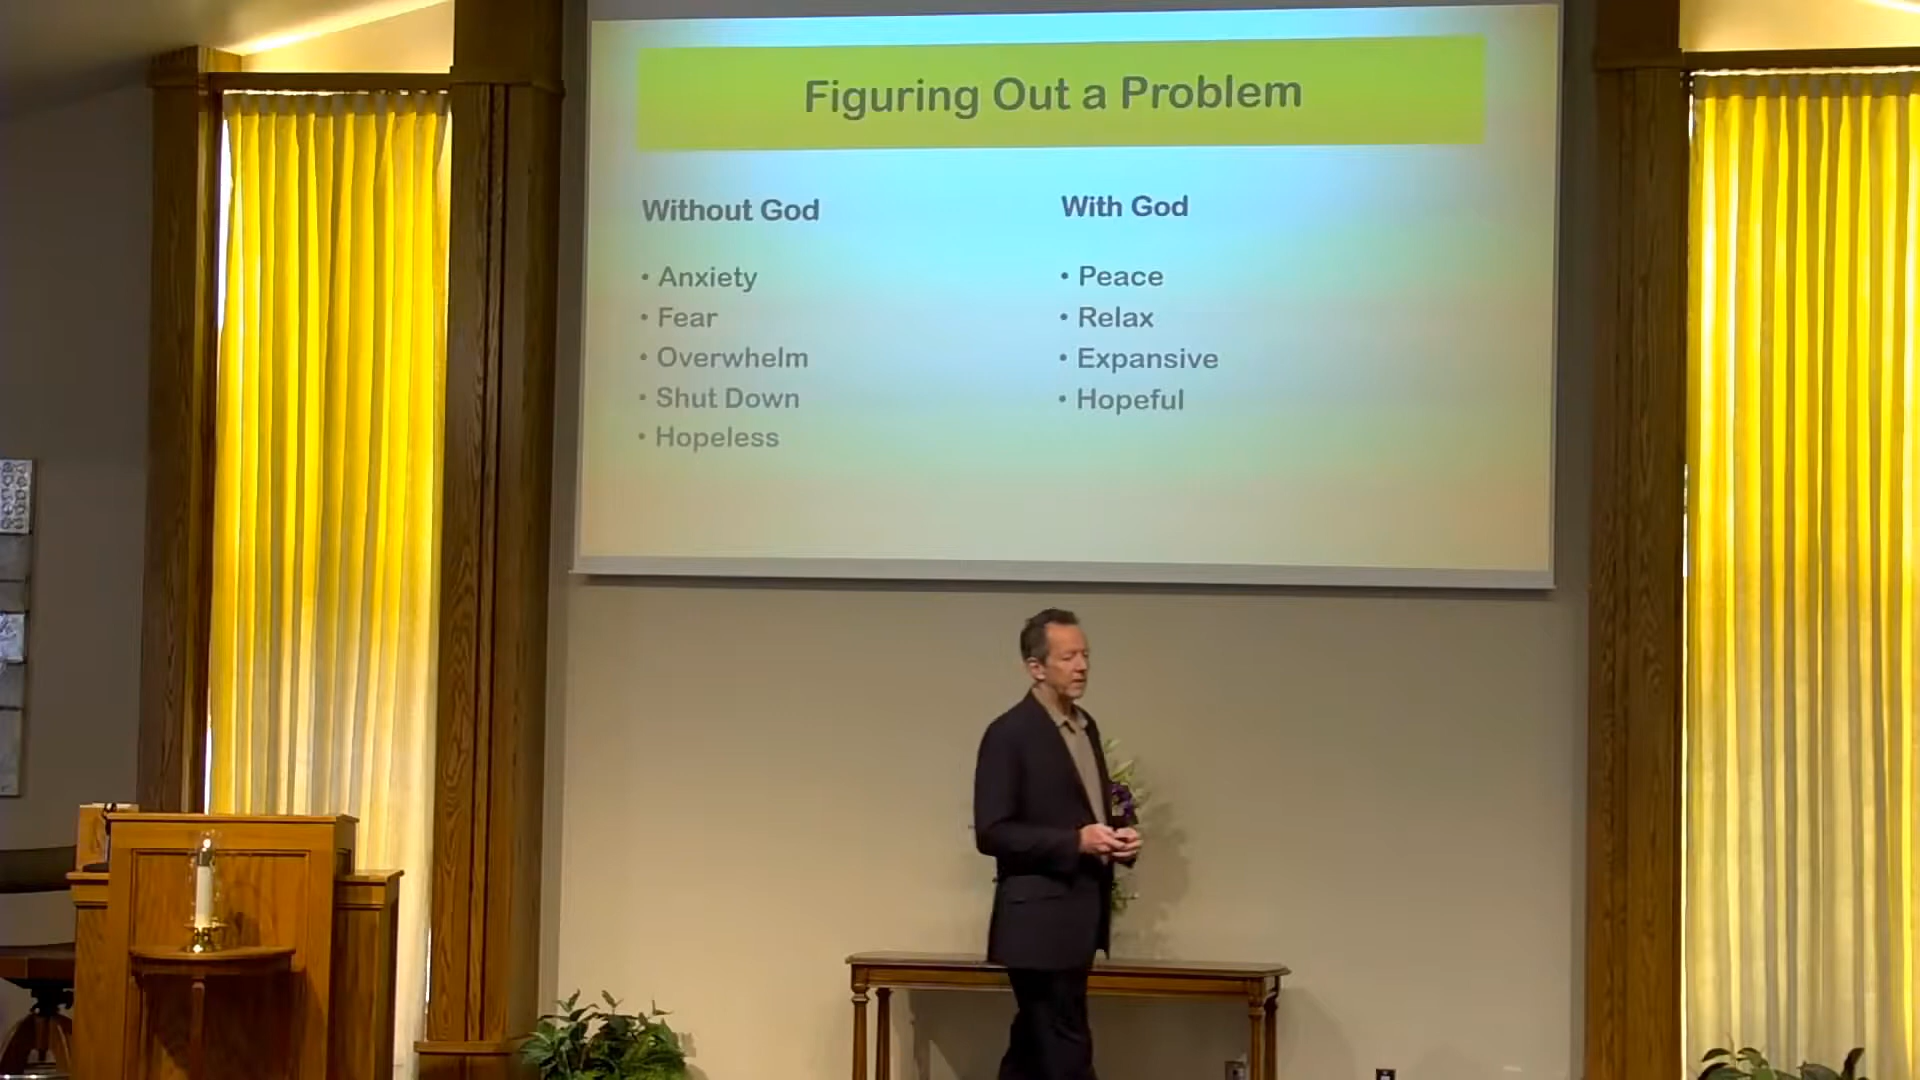 Figuring Out a Problem
Without God
• Anxiety
• Fear
• Overwhelm
• Shut Down
• Hopeless
With God
• Peace
• Relax
• Expansive
• Hopeful